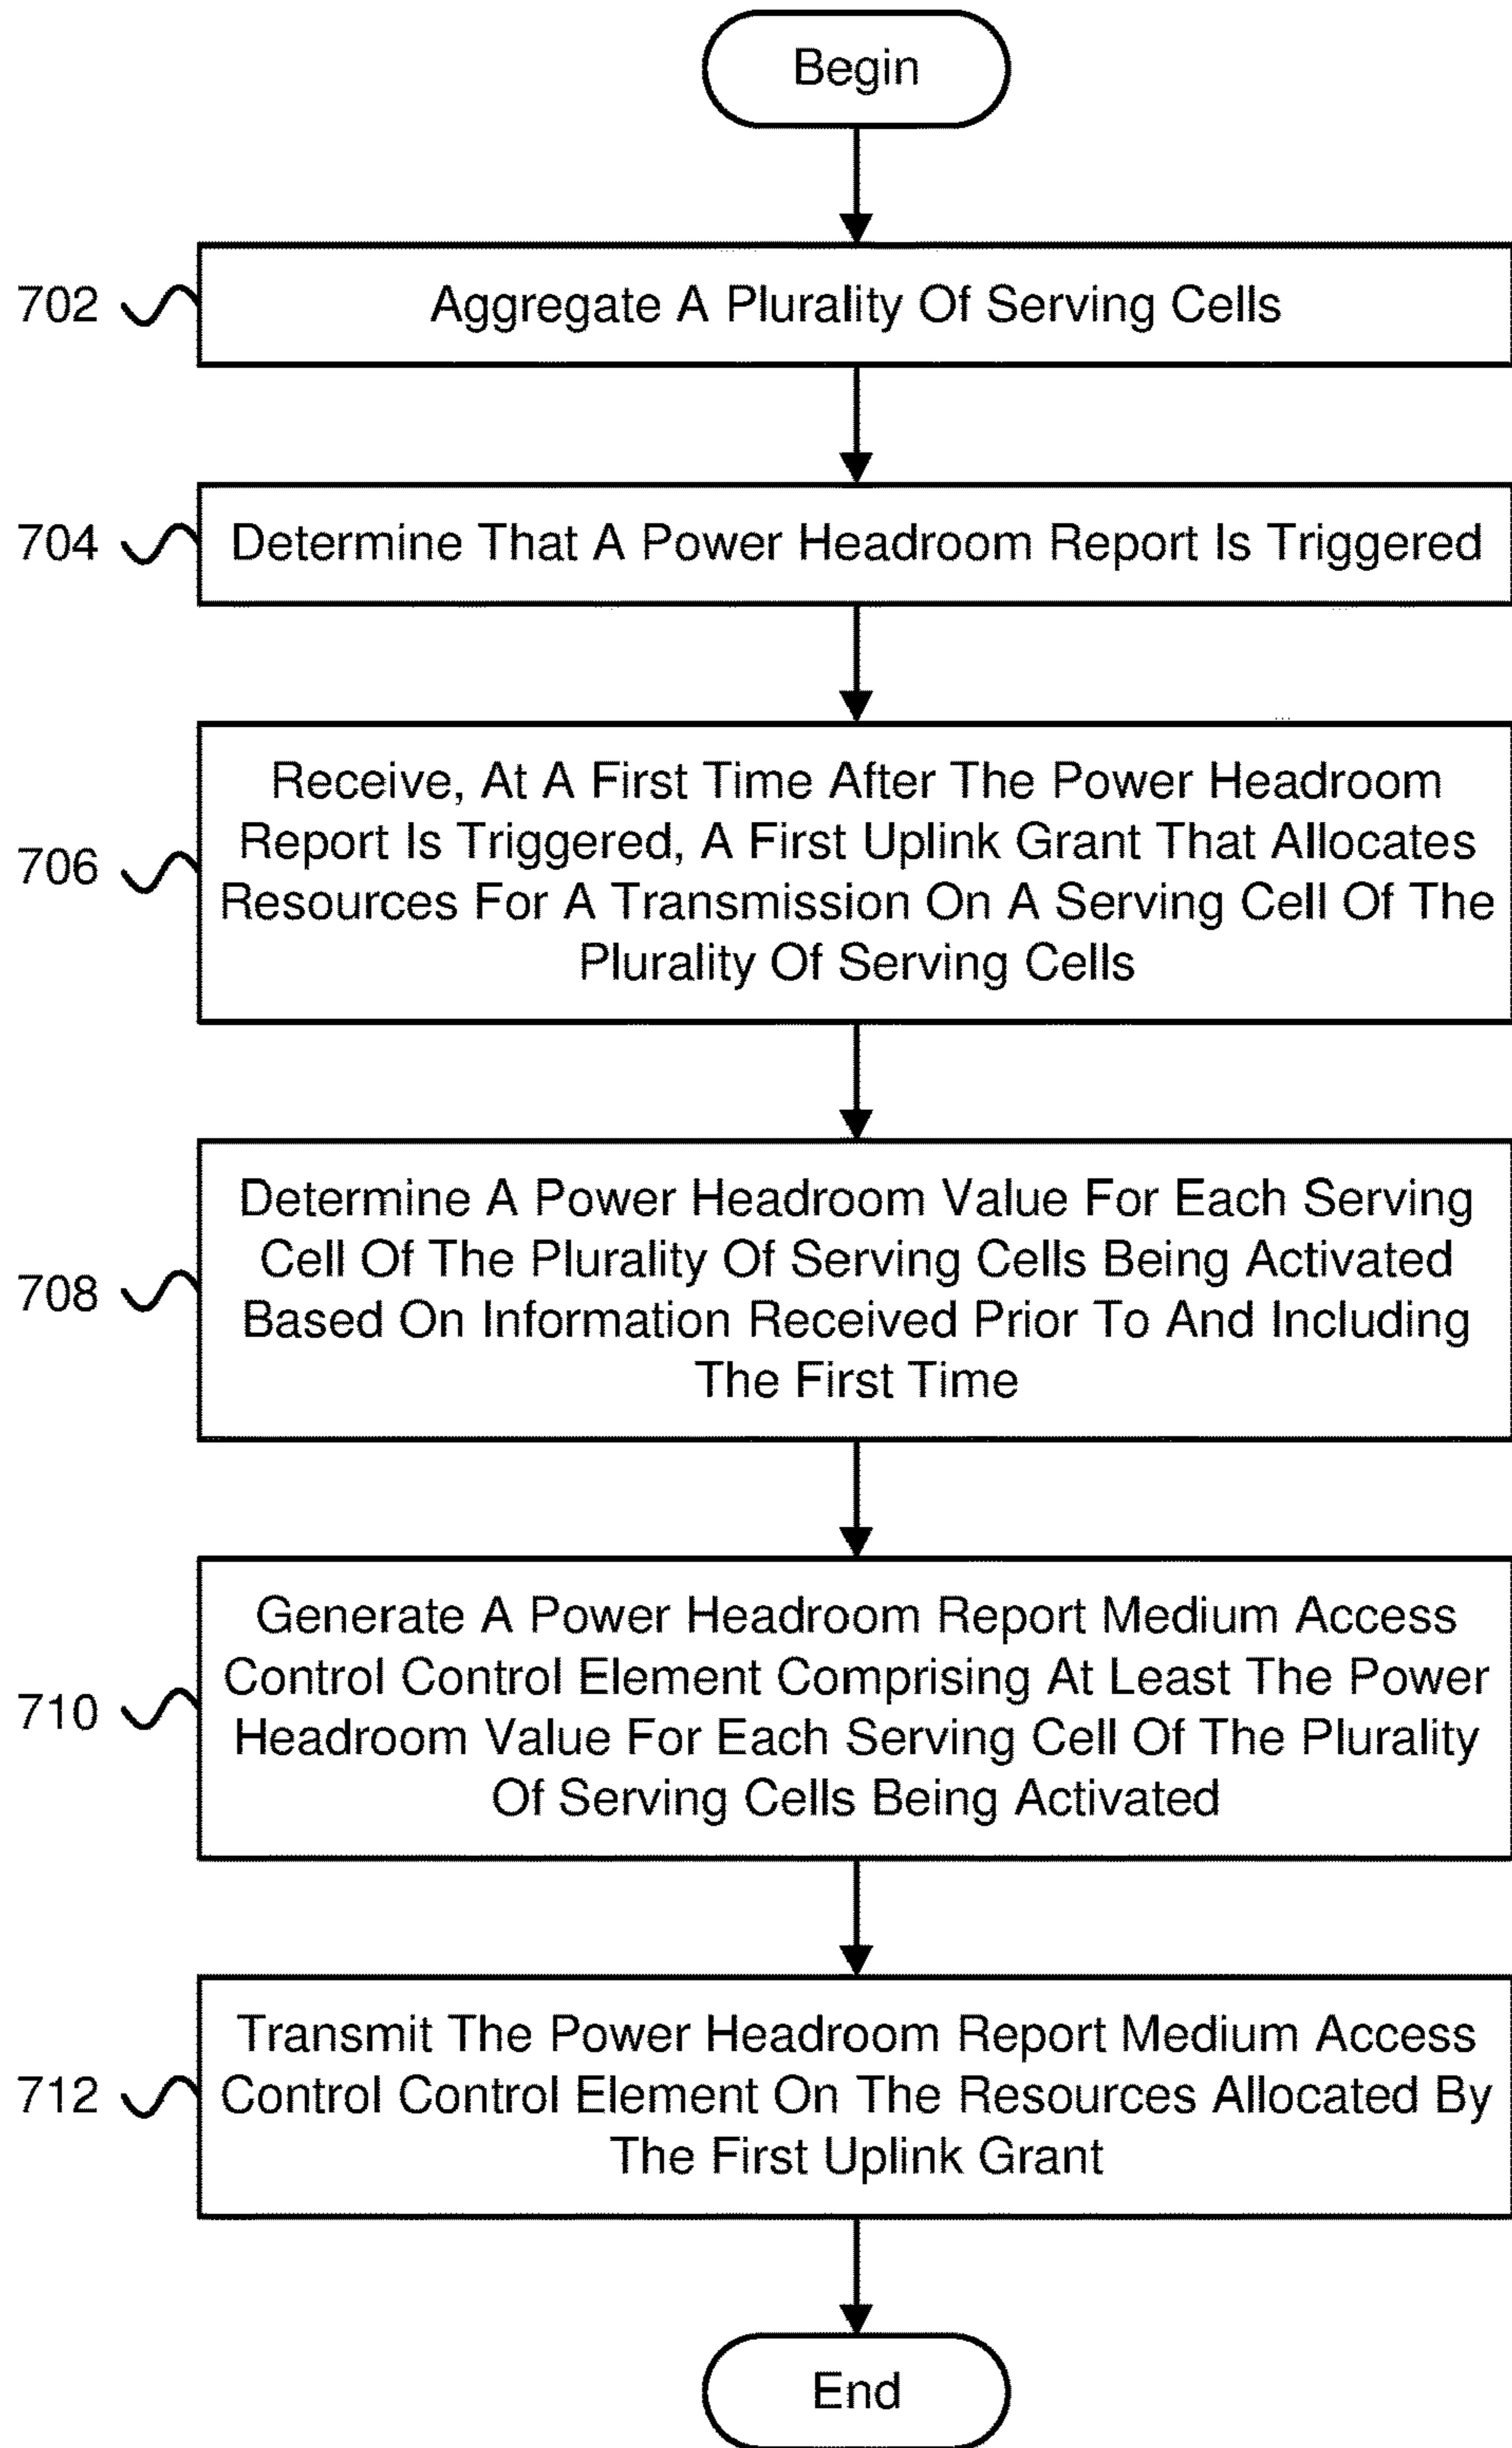 Begin
702
Aggregate A Plurality Of Serving Cells
704
Determine That A Power Headroom Report Is Triggered
706
Receive, At A First Time After The Power Headroom
Report Is Triggered, A First Uplink Grant That Allocates
Resources For A Transmission On A Serving Cell Of The
Plurality Of Serving Cells
708
Determine A Power Headroom Value For Each Serving
Cell Of The Plurality Of Serving Cells Being Activated
Based On Information Received Prior To And Including
The First Time
710
Generate A Power Headroom Report Medium Access
Control Control Element Comprising At Least The Power
Headroom Value For Each Serving Cell Of The Plurality
Of Serving Cells Being Activated
712
Transmit The Power Headroom Report Medium Access
Control Control Element On The Resources Allocated By
The First Uplink Grant
End